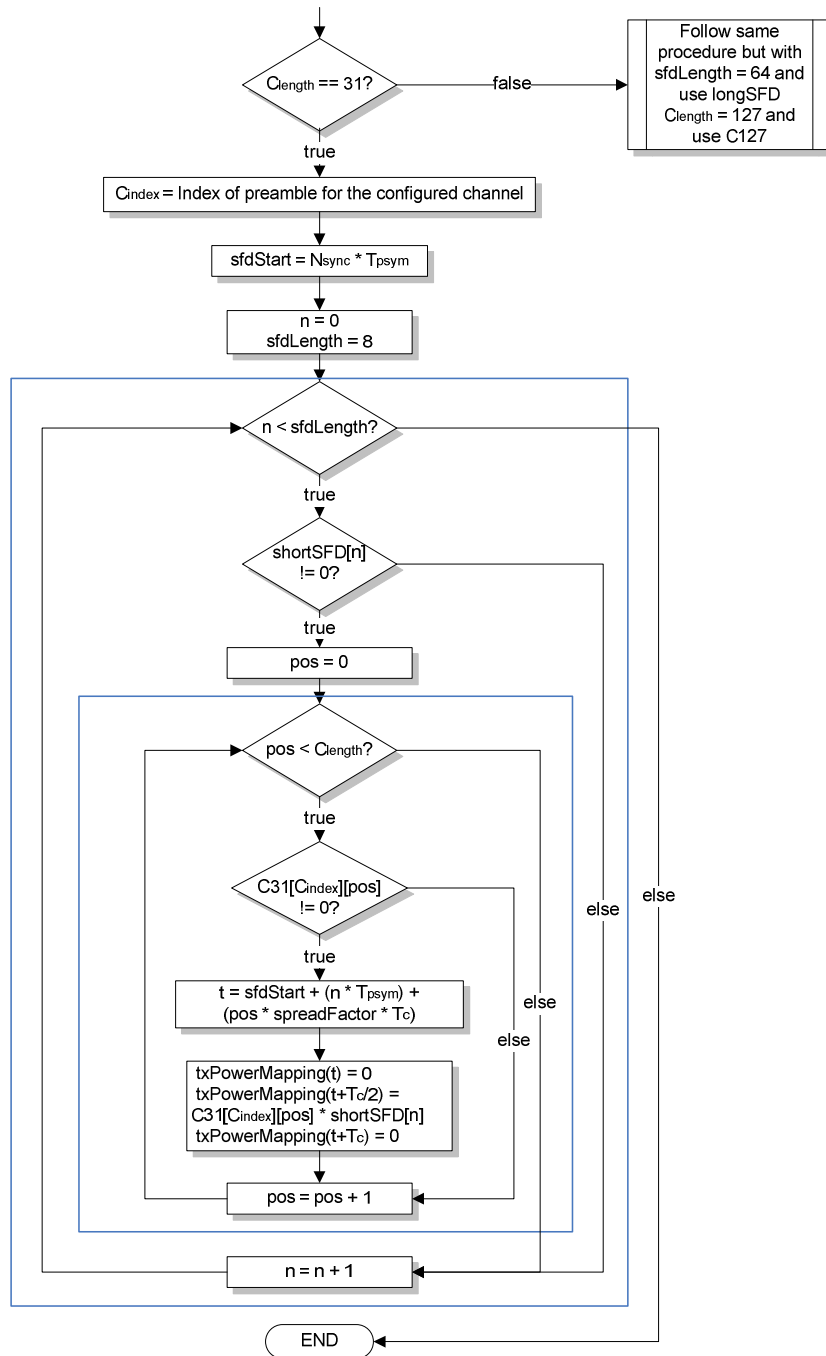 Clength == 31?
false
Follow same
procedure but with
sfdLength = 64 and
use longSFD
Clength = 127 and
use C127
true
Cindex = Index of preamble for the configured channel
sfdStart = Nsync * Tpsym
n = 0
sfdLength = 8
n < sfdLength?
true
shortSFD[n]
!= 0?
true
pos = 0
pos < Clength?
true
C31[Cindex][pos]
!= 0?
else
else
true
t = sfdStart + (n * Tpsym) +
(pos * spreadFactor * Tc)
else
else
txPowerMapping(t) = 0
txPowerMapping(t+Tc/2) =
C31[Cindex][pos] * shortSFD[n]
txPowerMapping(t+Tc) = 0
pos = pos + 1
n = n + 1
END